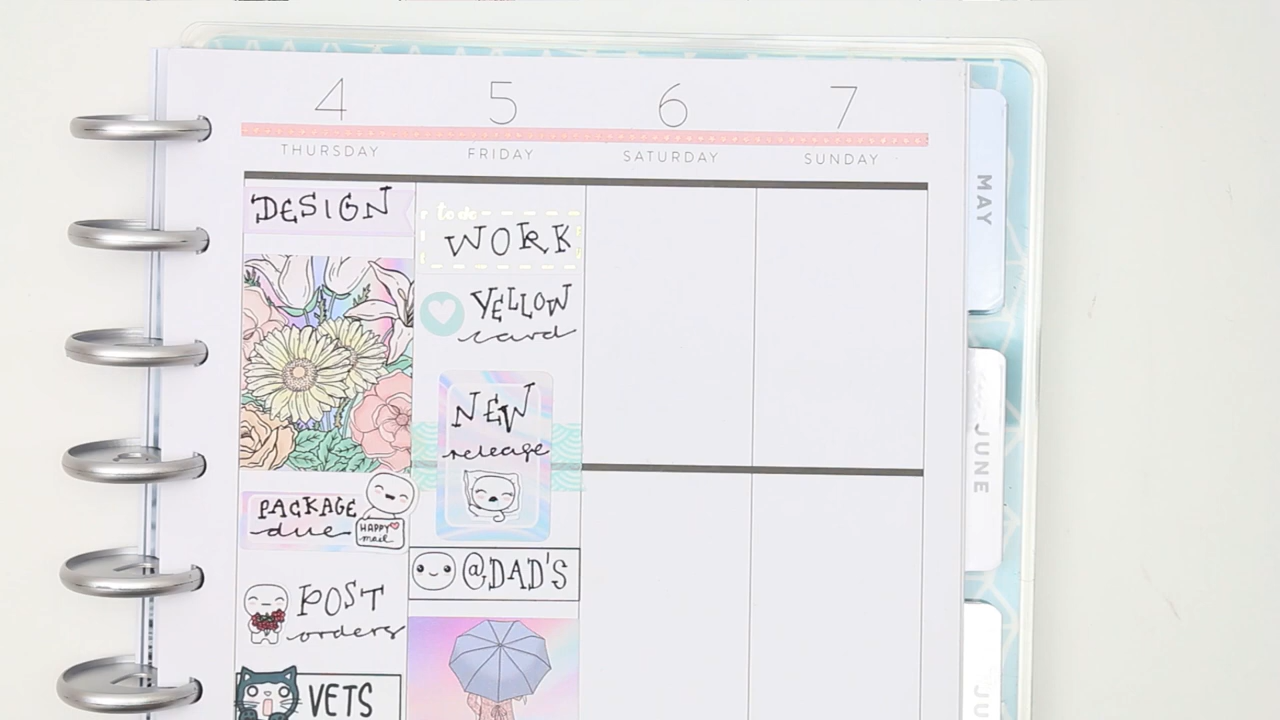 4 5 6 7
THURSDAY FRIDAY SATURDAY SUNDAY
DESIGN
PACKAGE
due
HAPPY
mail
POST
orders
VETS
to do
WORK
YELLOW
card
NEW
release
@DAD'S
MAY
JUNE